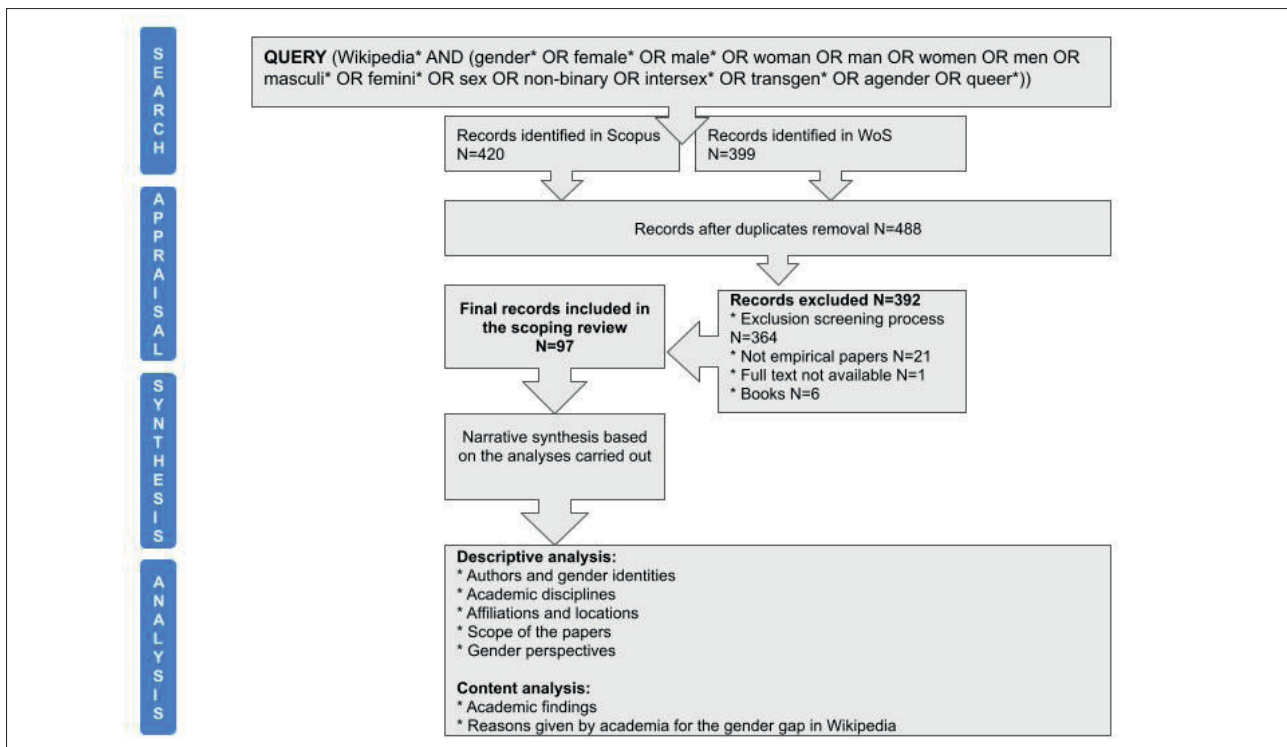 SEARCH
QUERY (Wikipedia* AND (gender* OR female* OR male* OR woman OR man OR women OR men OR
masculi* OR femini* OR sex OR non-binary OR intersex* OR transgen* OR agender OR queer*))
Records identified in Scopus
N=420
Records identified in WoS
N=399
APPRAISAL
Records after duplicates removal N=488
Records excluded N=392
* Exclusion screening process
N=364
* Not empirical papers N=21
* Full text not available N=1
* Books N=6
Final records included in
the scoping review
N=97
SYNTHESIS
Narrative synthesis based
on the analyses carried out
ANALYSIS
Descriptive analysis:
* Authors and gender identities
* Academic disciplines
* Affiliations and locations
* Scope of the papers
* Gender perspectives
Content analysis:
* Academic findings
* Reasons given by academia for the gender gap in Wikipedia